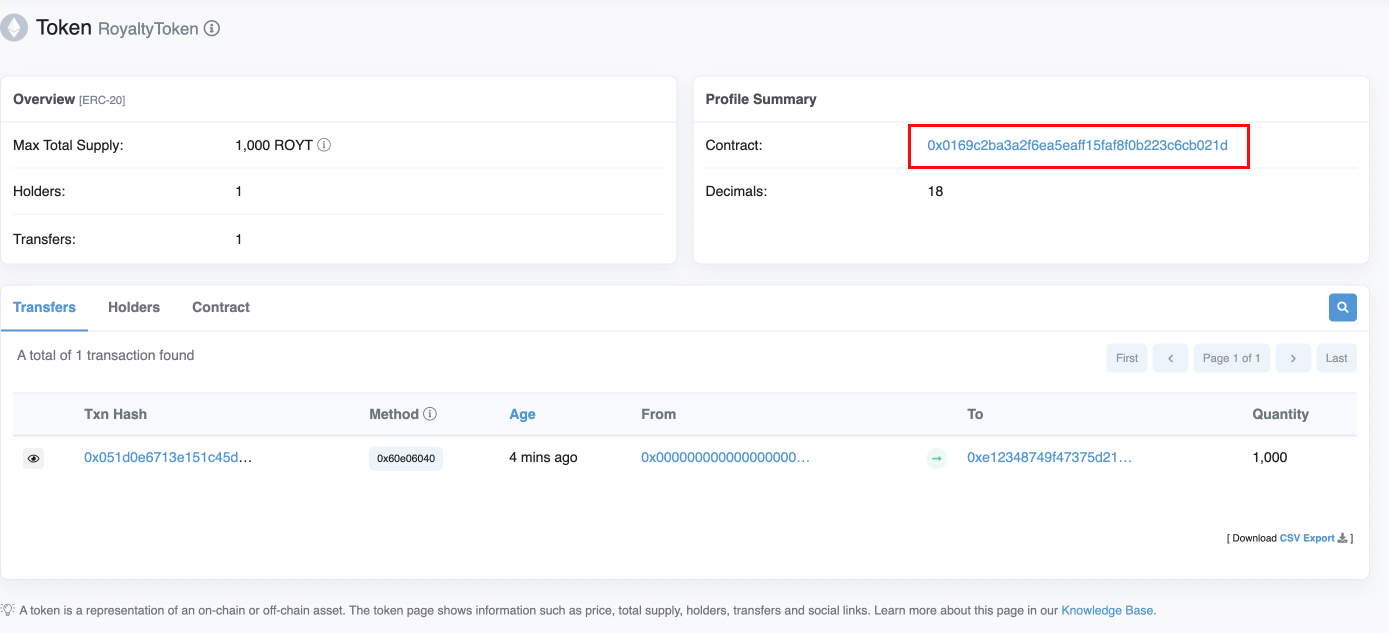 Token RoyaltyToken
Overview [ERC-20]
Max Total Supply: 1,000 ROYT
Holders: 1
Transfers: 1
Profile Summary
Contract: 0x0169c2ba3a2f6ea5eaff15faf8f0b223c6cb021d
Decimals: 18
Transfers Holders Contract
A total of 1 transaction found
First < Page 1 of 1 > Last
Txn Hash Method Age From To Quantity
0x051d0e6713e151c45d... 0x60e06040 4 mins ago 0x000000000000000000... → 0xe12348749f47375d21... 1,000
[ Download CSV Export ]
A token is a representation of an on-chain or off-chain asset. The token page shows information such as price, total supply, holders, transfers and social links. Learn more about this page in our Knowledge Base.